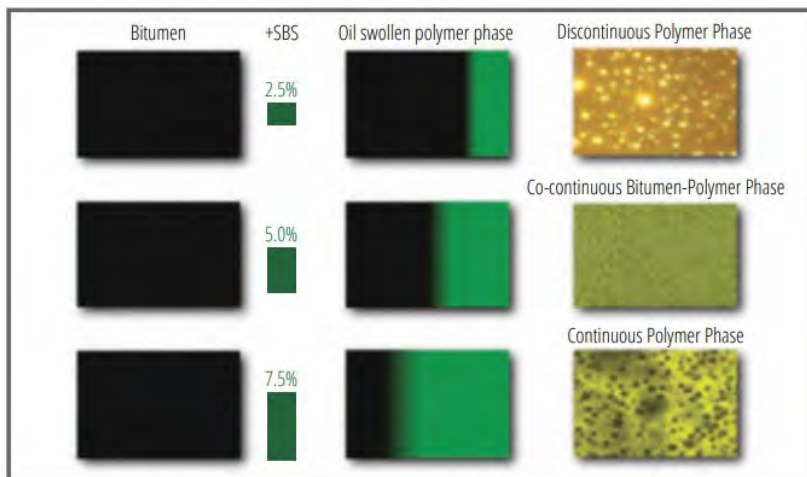 Bitumen
+SBS
Oil swollen polymer phase
Discontinuous Polymer Phase
2.5%
Co-continuous Bitumen-Polymer Phase
5.0%
Continuous Polymer Phase
7.5%